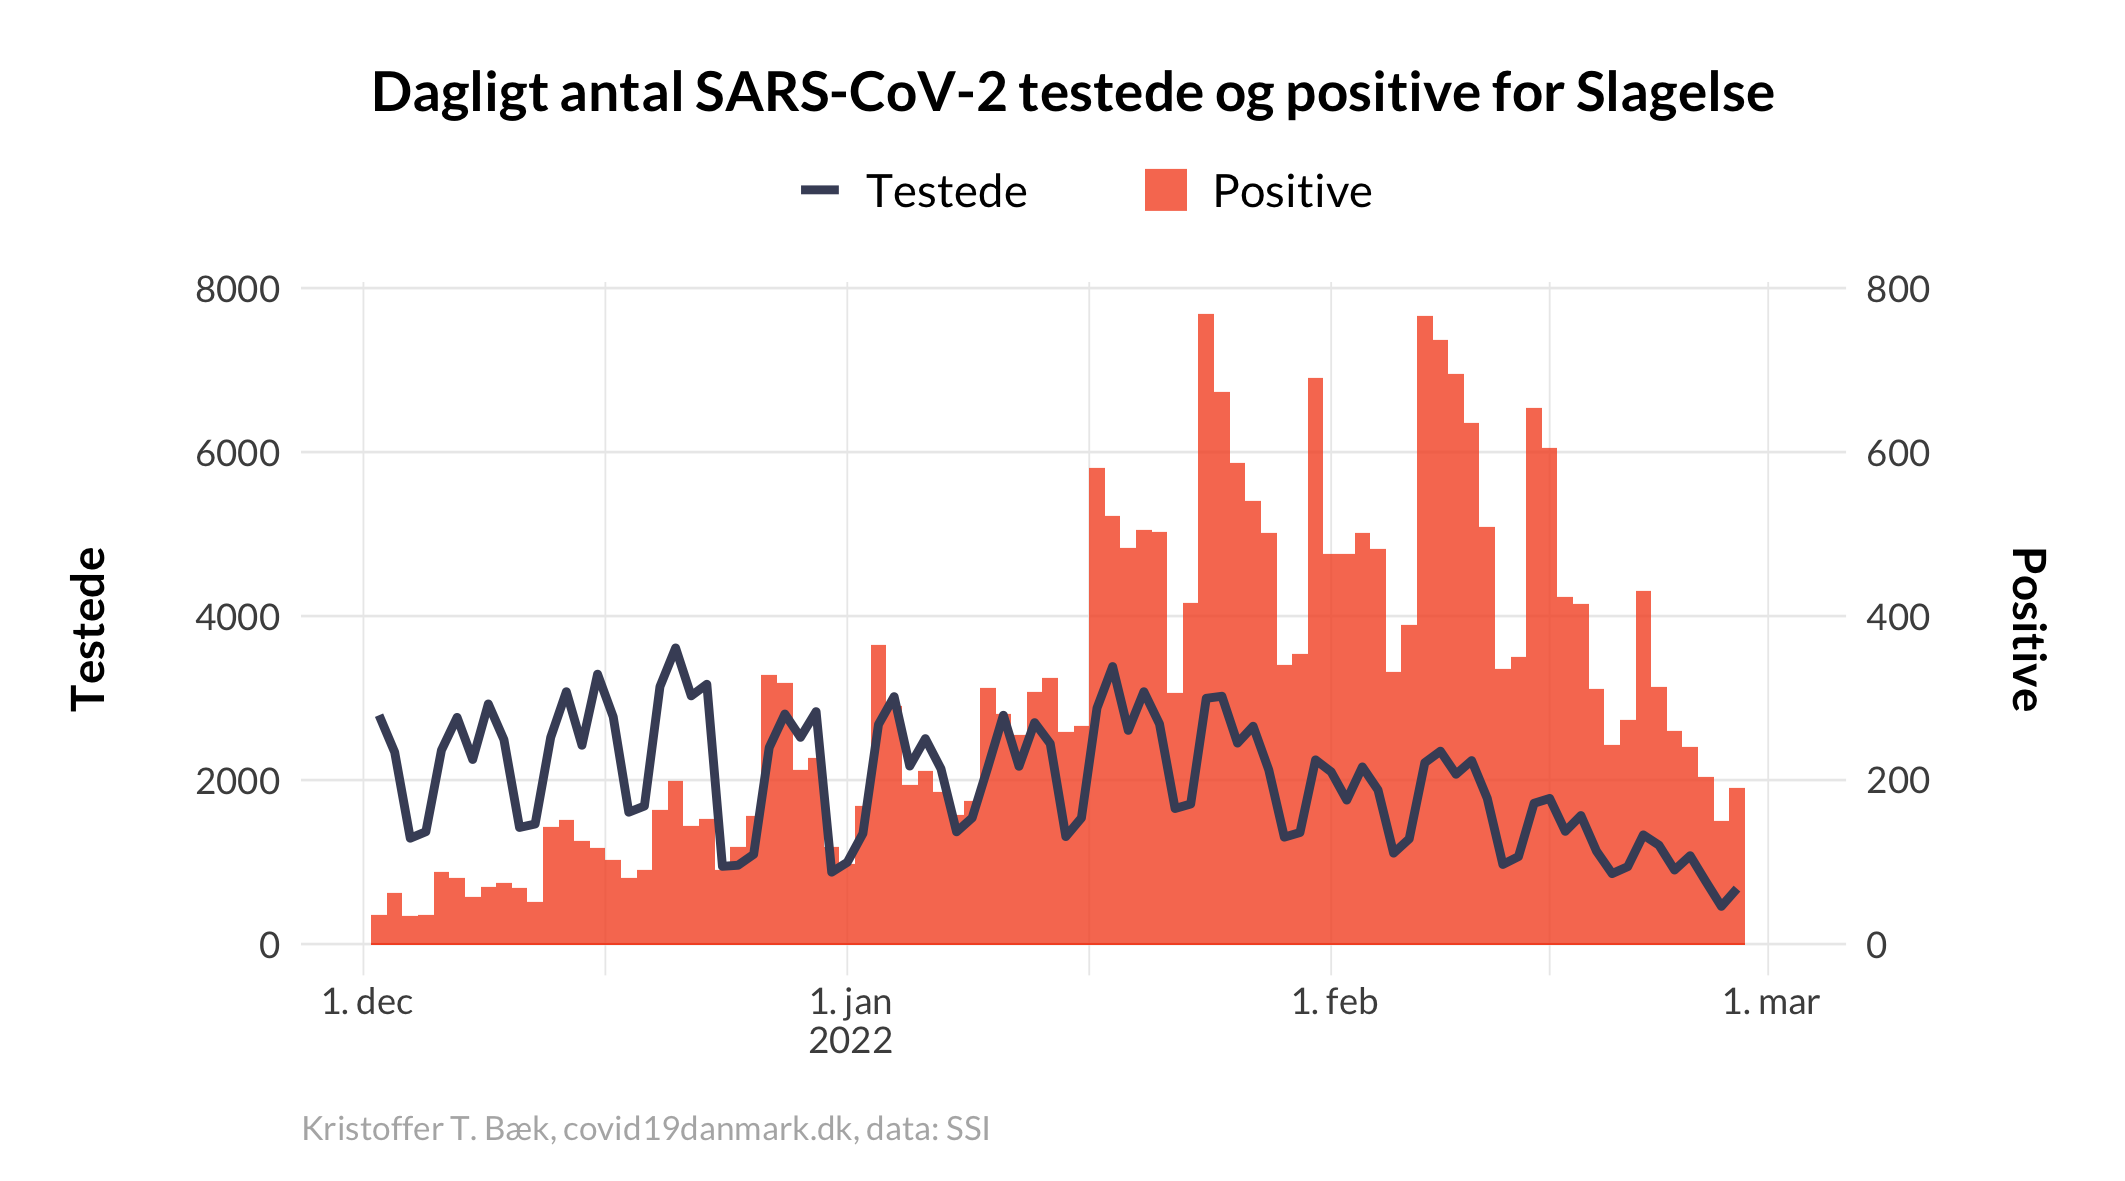 Dagligt antal SARS-CoV-2 testede og positive for Slagelse
Testede
Positive
8000
6000
4000
2000
0
Testede
800
600
400
200
0
Positive
1. dec
1. jan
2022
1. feb
1. mar
Kristoffer T. Bæk, covid19danmark.dk, data: SSI